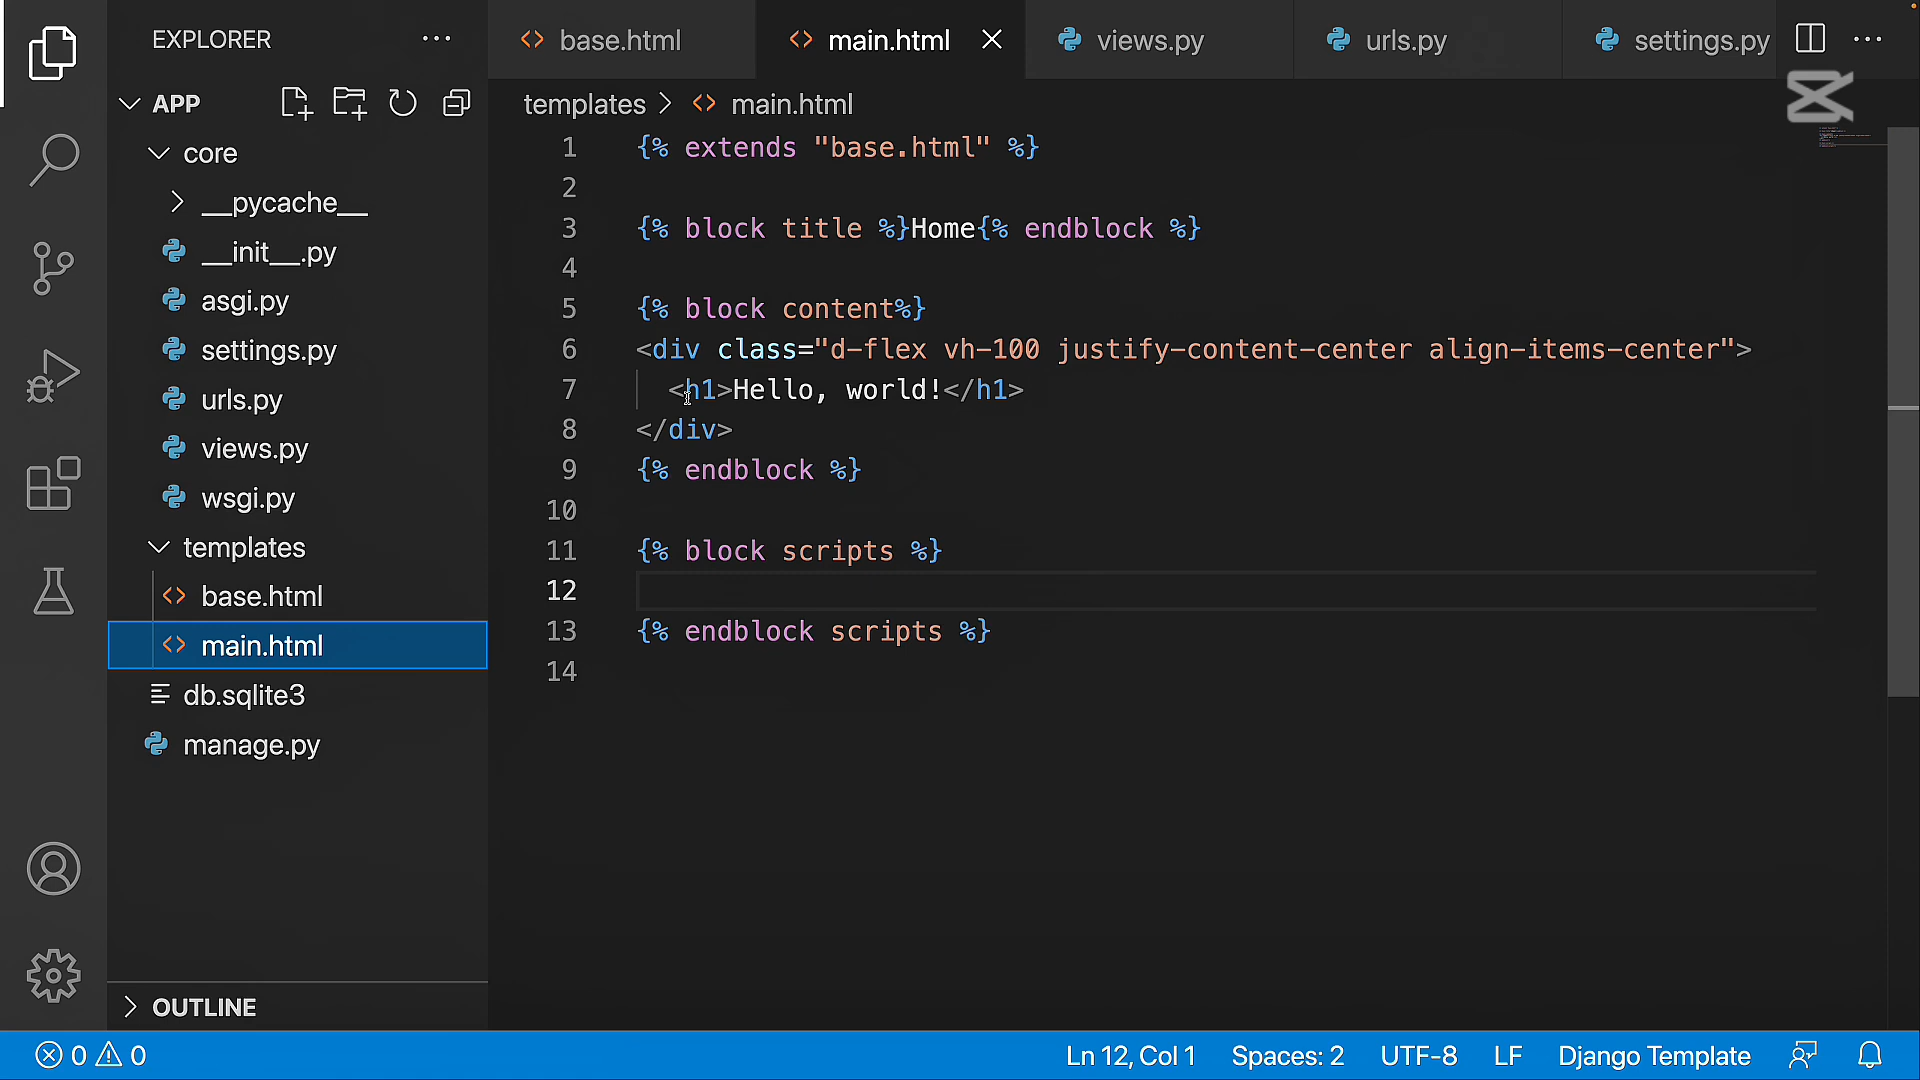 EXPLORER
APP
core
__pycache__
__init__.py
asgi.py
settings.py
urls.py
views.py
wsgi.py
templates
base.html
main.html
db.sqlite3
manage.py
OUTLINE
base.html
main.html
views.py
urls.py
settings.py
templates > main.html
1 {% extends "base.html" %}
2
3 {% block title %}Home{% endblock %}
4
5 {% block content%}
6 <div class="d-flex vh-100 justify-content-center align-items-center">
7 <h1>Hello, world!</h1>
8 </div>
9 {% endblock %}
10
11 {% block scripts %}
12
13 {% endblock scripts %}
14
0 0
Ln 12, Col 1
Spaces: 2
UTF-8
LF
Django Template